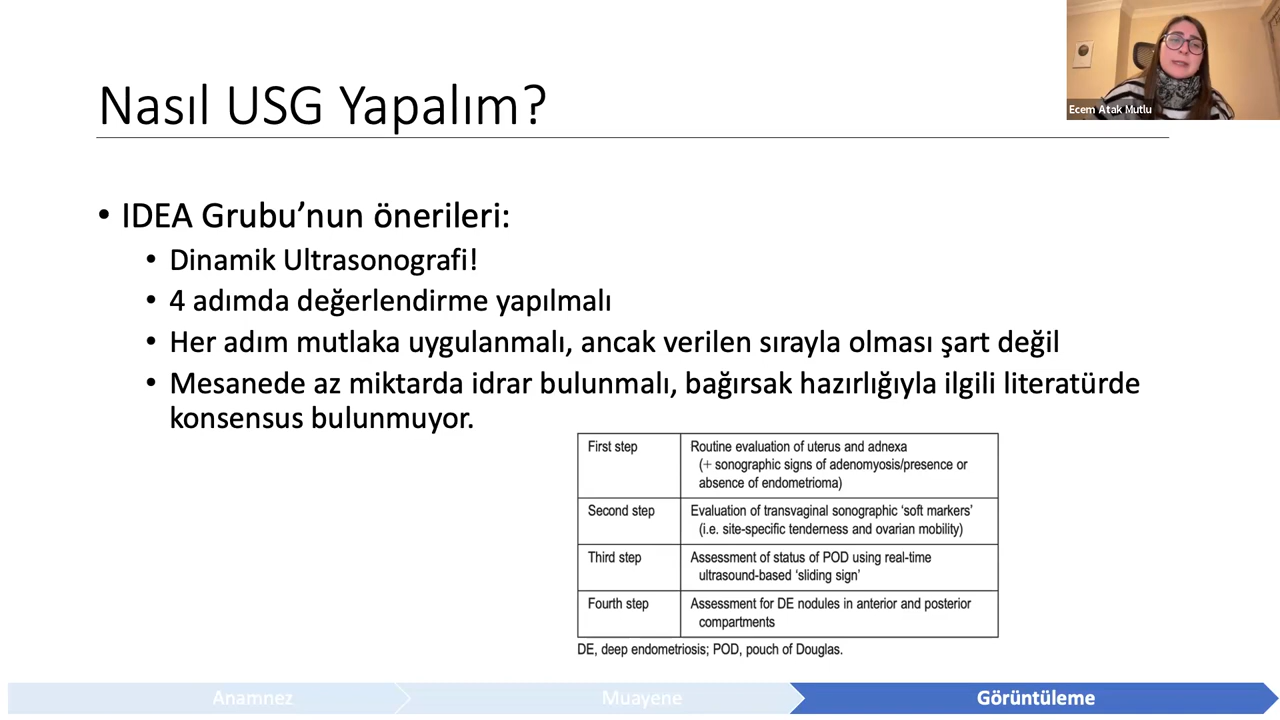 Ecem Atak Mutlu
Nasıl USG Yapalım?
• IDEA Grubu’nun önerileri:
• Dinamik Ultrasonografi!
• 4 adımda değerlendirme yapılmalı
• Her adım mutlaka uygulanmalı, ancak verilen sırayla olması şart değil
• Mesanede az miktarda idrar bulunmalı, bağırsak hazırlığıyla ilgili literatürde
konsensus bulunmuyor.
First step Routine evaluation of uterus and adnexa
(+ sonographic signs of adenomyosis/presence or
absence of endometrioma)
Second step Evaluation of transvaginal sonographic ‘soft markers’
(i.e. site-specific tenderness and ovarian mobility)
Third step Assessment of status of POD using real-time
ultrasound-based ‘sliding sign’
Fourth step Assessment for DE nodules in anterior and posterior
compartments
DE, deep endometriosis; POD, pouch of Douglas.
Anamnez Muayene Görüntüleme